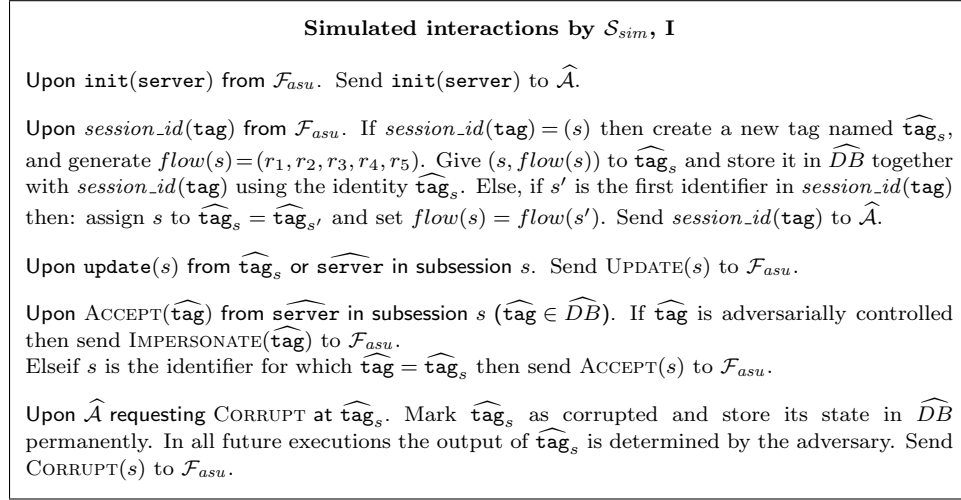 Simulated interactions by 𝒮_sim, I
Upon init(server) from ℱ_asu. Send init(server) to 𝒜̂.
Upon session_id(tag) from ℱ_asu. If session_id(tag) = (s) then create a new tag named t̂ag_s,
and generate flow(s)=(r₁, r₂, r₃, r₄, r₅). Give (s, flow(s)) to t̂ag_s and store it in D̂B together
with session_id(tag) using the identity t̂ag_s. Else, if s′ is the first identifier in session_id(tag)
then: assign s to t̂ag_s = t̂ag_s′ and set flow(s) = flow(s′). Send session_id(tag) to 𝒜̂.
Upon update(s) from t̂ag_s or ŝerver in subsession s. Send UPDATE(s) to ℱ_asu.
Upon ACCEPT(t̂ag) from ŝerver in subsession s (t̂ag ∈ D̂B). If t̂ag is adversarially controlled
then send IMPERSONATE(t̂ag) to ℱ_asu.
Elseif s is the identifier for which t̂ag = t̂ag_s then send ACCEPT(s) to ℱ_asu.
Upon 𝒜̂ requesting CORRUPT at t̂ag_s. Mark t̂ag_s as corrupted and store its state in D̂B
permanently. In all future executions the output of t̂ag_s is determined by the adversary. Send
CORRUPT(s) to ℱ_asu.